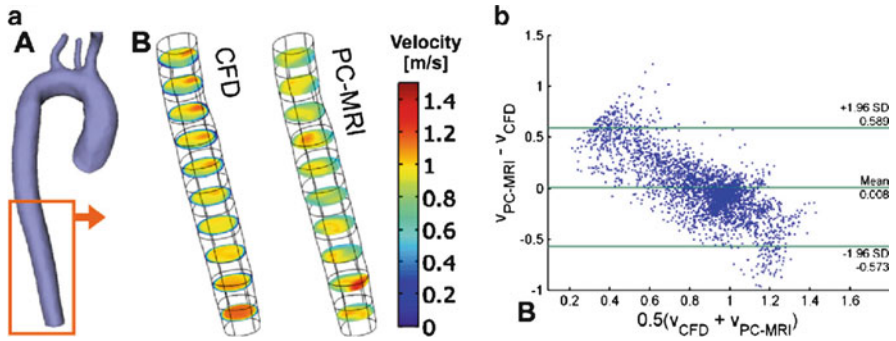 a
A
B
CFD
PC-MRI
Velocity
[m/s]
1.4
1.2
1
0.8
0.6
0.4
0.2
0
b
1.5
1
0.5
0
-0.5
-1
0.2 0.4 0.6 0.8 1.0 1.2 1.4 1.6
VPC-MRI - VCFD
0.5(VCFD + VPC-MRI)
+1.96 SD
0.589
Mean
0.008
-1.96 SD
-0.573
B